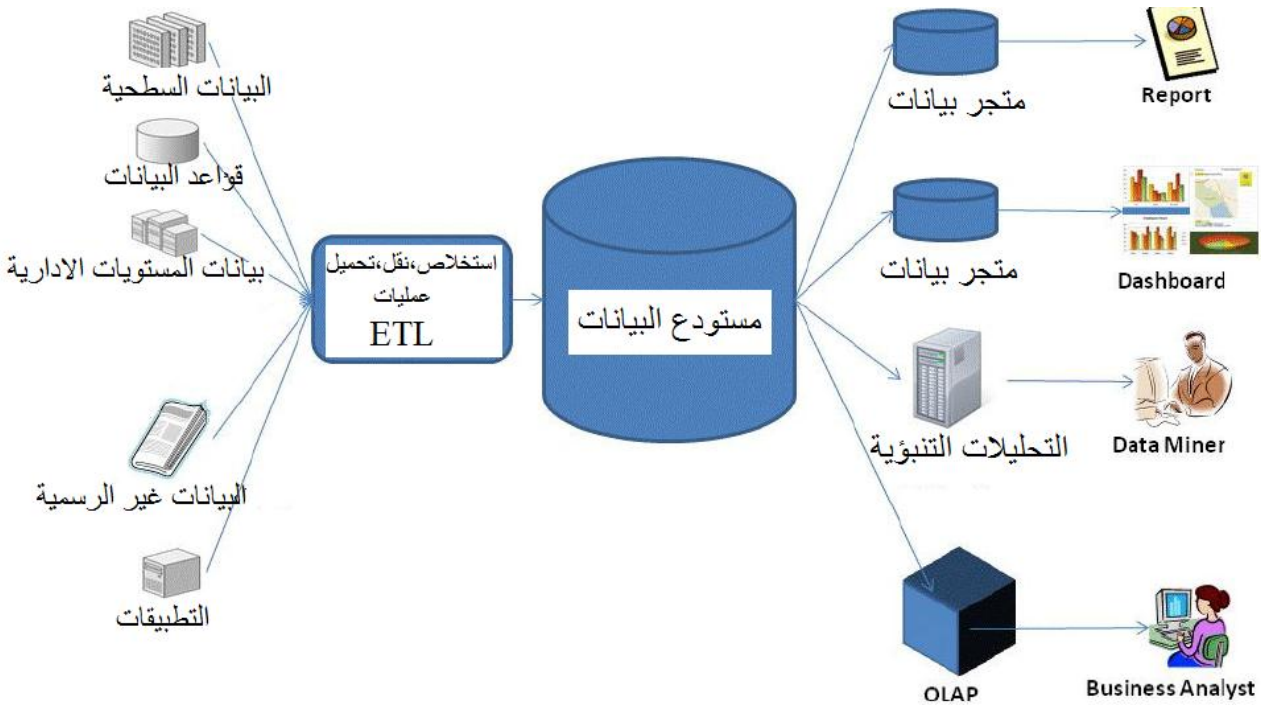 البيانات السطحية
قواعد البيانات
بيانات المستويات الادارية
البيانات غير الرسمية
التطبيقات
استخلاص،نقل،تحميل
عمليات
ETL
مستودع البيانات
متجر بيانات
Report
متجر بيانات
Dashboard
التحليلات التنبؤية
Data Miner
OLAP
Business Analyst